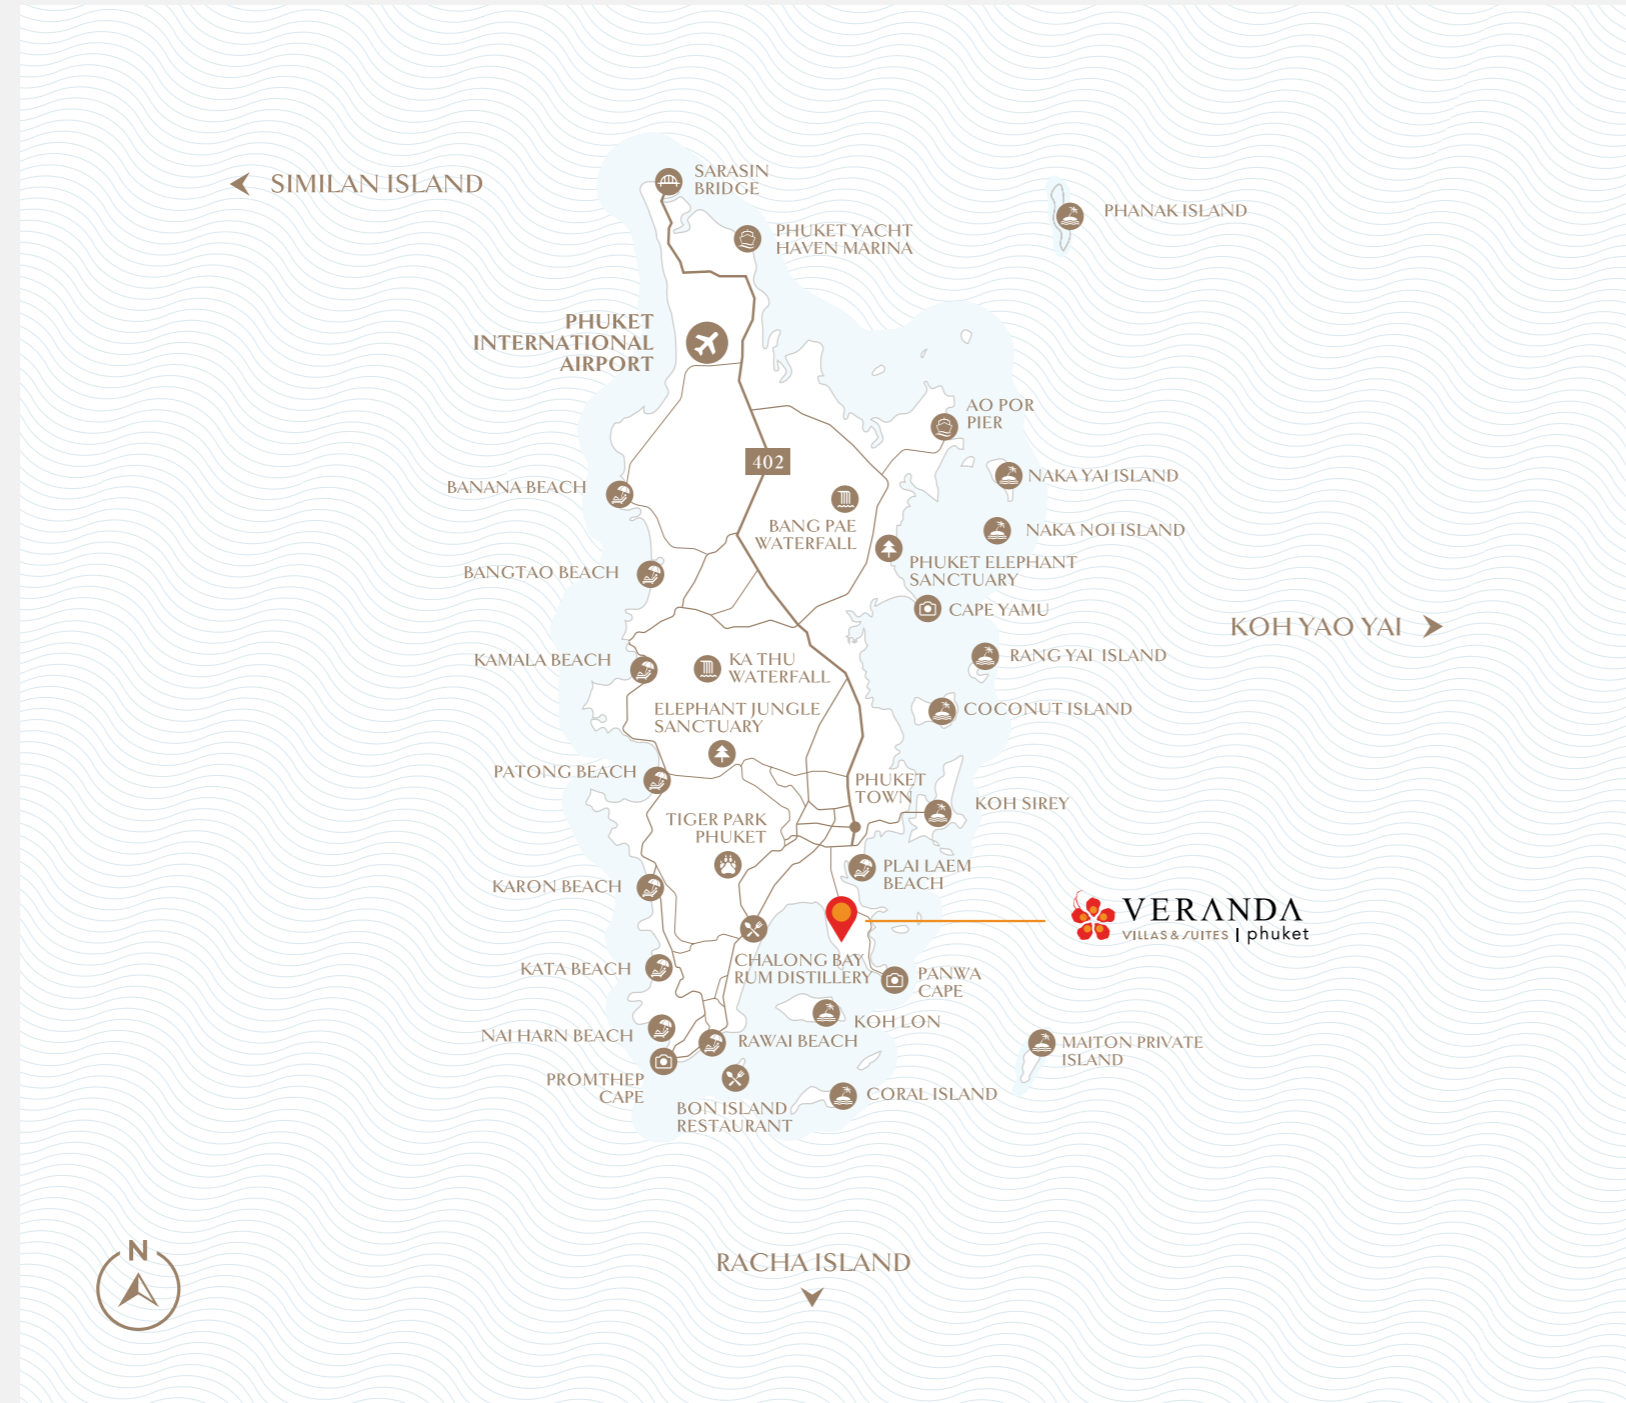 SIMILAN ISLAND
SARASIN
BRIDGE
PHANAK ISLAND
PHUKET YACHT
HAVEN MARINA
PHUKET
INTERNATIONAL
AIRPORT
AO POR
PIER
402
NAKA YAI ISLAND
BANANA BEACH
BANG PAE
WATERFALL
NAKA NOI ISLAND
PHUKET ELEPHANT
SANCTUARY
BANGTAO BEACH
CAPE YAMU
KOH YAO YAI
KAMALA BEACH
KA THU
WATERFALL
RANG YAI ISLAND
ELEPHANT JUNGLE
SANCTUARY
COCONUT ISLAND
PATONG BEACH
PHUKET
TOWN
KOH SIREY
TIGER PARK
PHUKET
PLAI LAEM
BEACH
KARON BEACH
VERANDA
VILLAS & SUITES | phuket
CHALONG BAY
RUM DISTILLERY
KATA BEACH
PANWA
CAPE
KOH LON
NAI HARN BEACH
RAWAI BEACH
MAITON PRIVATE
ISLAND
PROMTHEP
CAPE
CORAL ISLAND
BON ISLAND
RESTAURANT
N
RACHA ISLAND